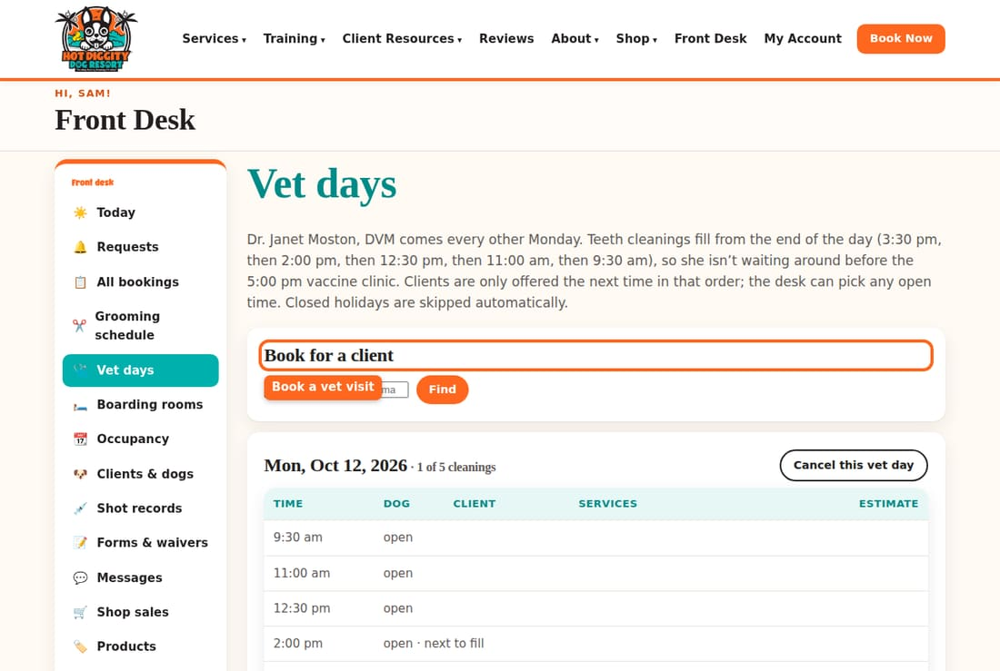 HOT DIGGITY
DOG RESORT
Services ▾ Training ▾ Client Resources ▾ Reviews About ▾ Shop ▾ Front Desk My Account Book Now
HI, SAM!
Front Desk
Front desk
Today
Requests
All bookings
Grooming
schedule
Vet days
Boarding rooms
Occupancy
Clients & dogs
Shot records
Forms & waivers
Messages
Shop sales
Products
Vet days
Dr. Janet Moston, DVM comes every other Monday. Teeth cleanings fill from the end of the day (3:30 pm,
then 2:00 pm, then 12:30 pm, then 11:00 am, then 9:30 am), so she isn’t waiting around before the
5:00 pm vaccine clinic. Clients are only offered the next time in that order; the desk can pick any open
time. Closed holidays are skipped automatically.
Book for a client
Book a vet visit ma Find
Mon, Oct 12, 2026 · 1 of 5 cleanings Cancel this vet day
TIME DOG CLIENT SERVICES ESTIMATE
9:30 am open
11:00 am open
12:30 pm open
2:00 pm open · next to fill